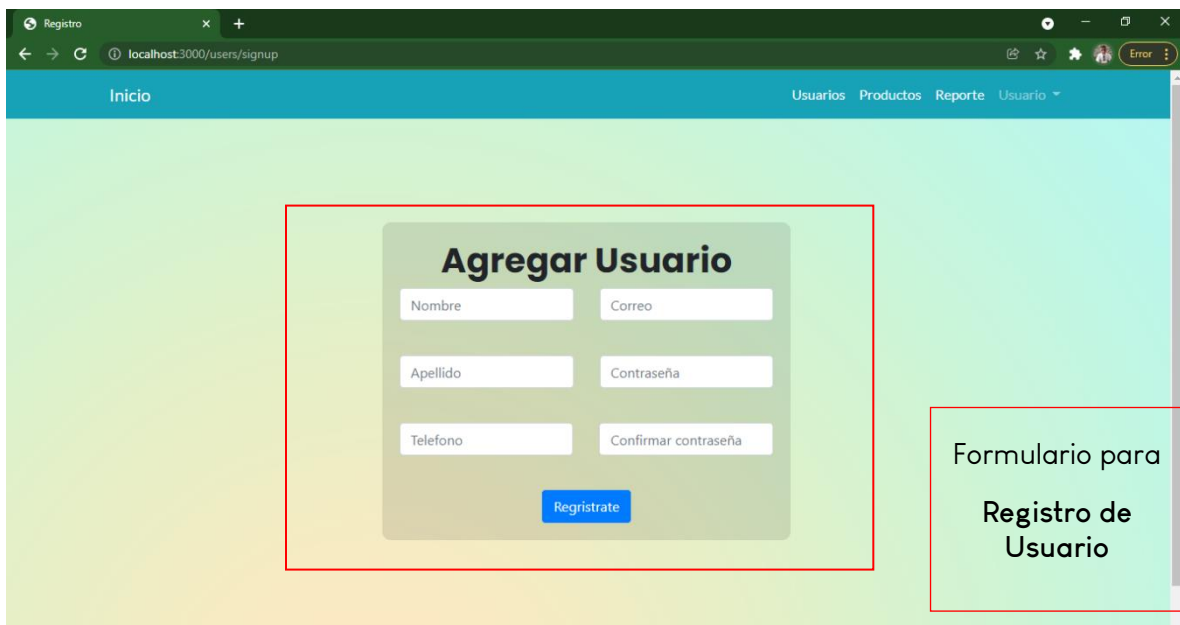 Registro
localhost:3000/users/signup
Error
Inicio
Usuarios Productos Reporte Usuario
Agregar Usuario
Nombre Correo
Apellido Contraseña
Telefono Confirmar contraseña
Regristrate
Formulario para
Registro de
Usuario